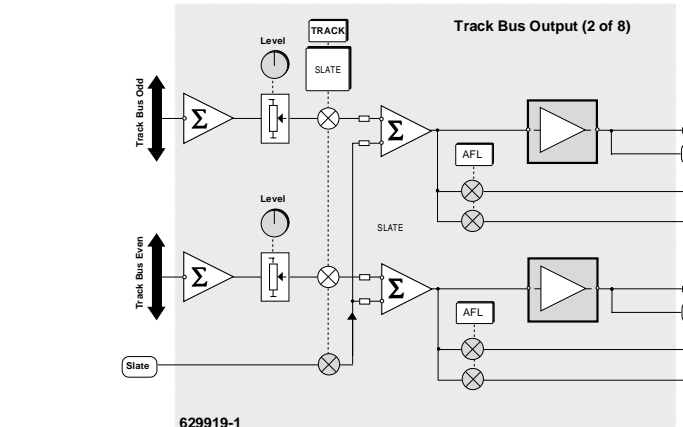 Track Bus Output (2 of 8)
TRACK
Level
SLATE
Track Bus Odd
Σ
Σ
AFL
Level
SLATE
Track Bus Even
Σ
Σ
AFL
Slate
629919-1